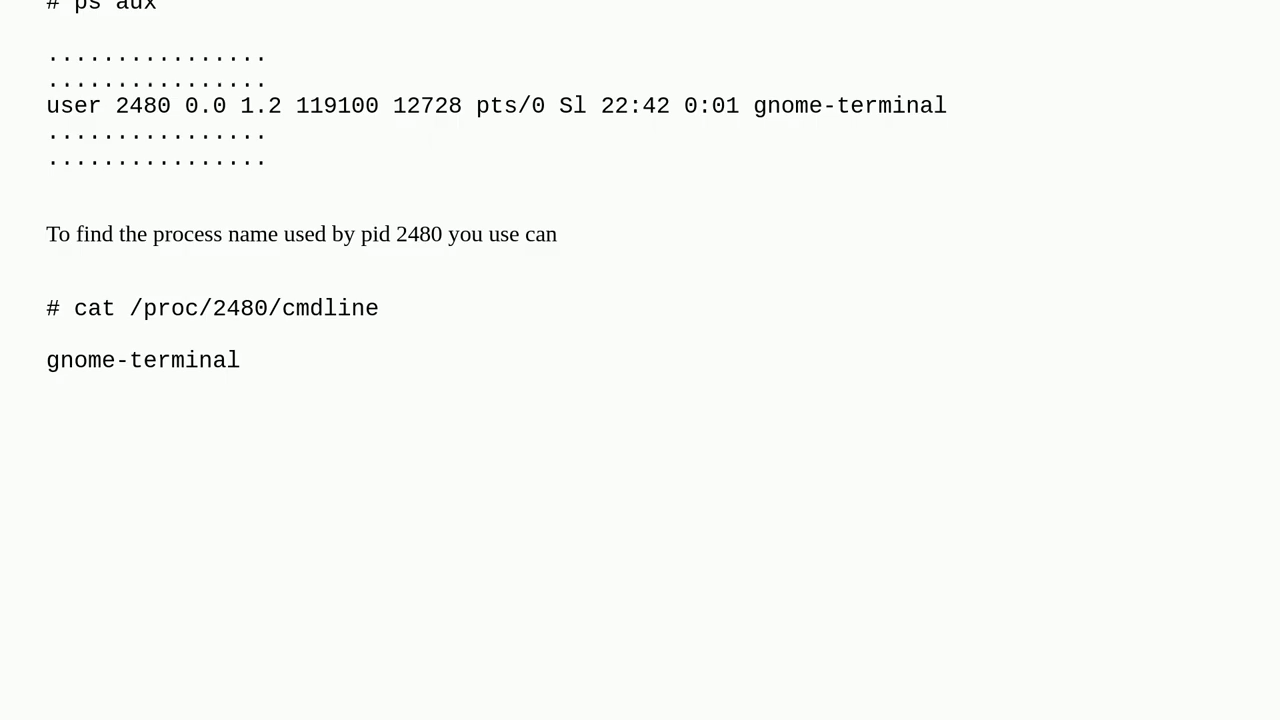 # ps aux
................
................
user 2480 0.0 1.2 119100 12728 pts/0 Sl 22:42 0:01 gnome-terminal
................
................
To find the process name used by pid 2480 you use can
# cat /proc/2480/cmdline
gnome-terminal